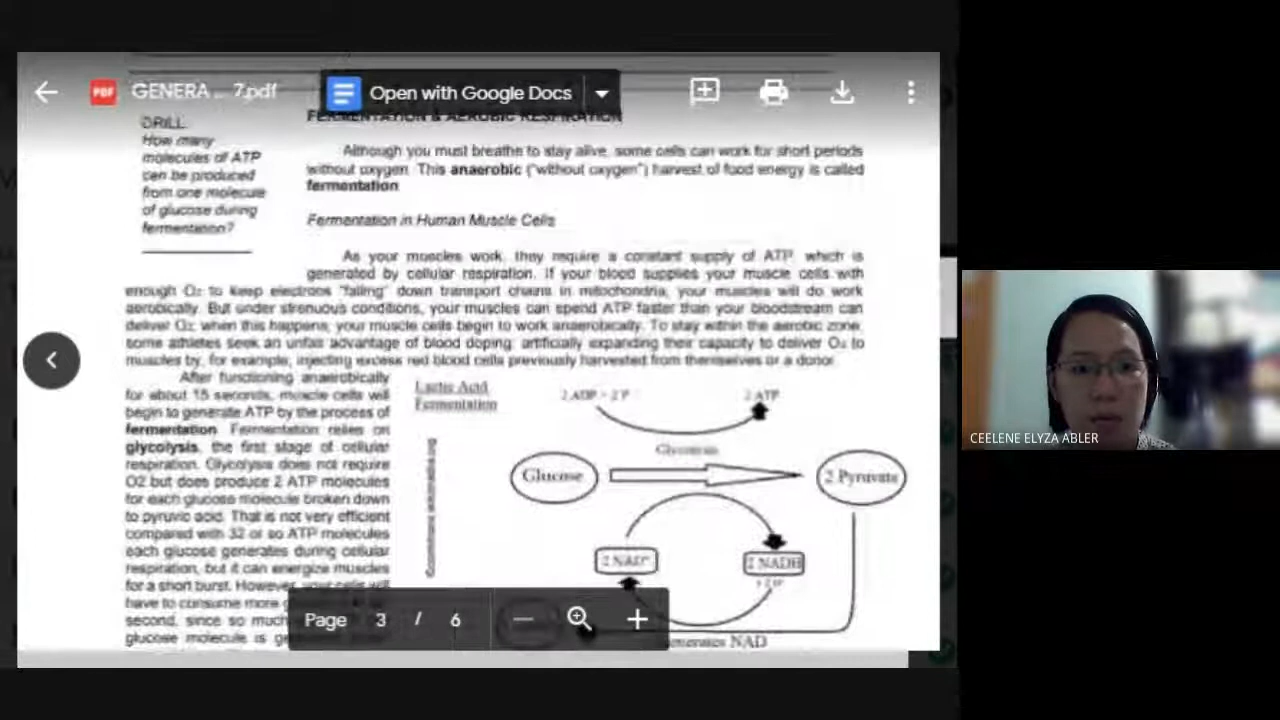 GENERA ... 7.pdf
Open with Google Docs
FERMENTATION & AEROBIC RESPIRATION
DRILL
How many
molecules of ATP
can be produced
from one molecule
of glucose during
fermentation?
Although you must breathe to stay alive, some cells can work for short periods
without oxygen. This anaerobic ("without oxygen") harvest of food energy is called
fermentation
Fermentation in Human Muscle Cells
As your muscles work, they require a constant supply of ATP, which is
generated by cellular respiration. If your blood supplies your muscle cells with
enough O2 to keep electrons "falling" down transport chains in mitochondria, your muscles will do work
aerobically. But under strenuous conditions, your muscles can spend ATP faster than your bloodstream can
deliver O2; when this happens, your muscle cells begin to work anaerobically. To stay within the aerobic zone,
some athletes seek an unfair advantage of blood doping: artificially expanding their capacity to deliver O2 to
muscles by, for example, injecting excess red blood cells previously harvested from themselves or a donor.
After functioning anaerobically
for about 15 seconds, muscle cells will
begin to generate ATP by the process of
fermentation. Fermentation relies on
glycolysis, the first stage of cellular
respiration. Glycolysis does not require
O2 but does produce 2 ATP molecules
for each glucose molecule broken down
to pyruvic acid. That is not very efficient
compared with 32 or so ATP molecules
each glucose generates during cellular
respiration, but it can energize muscles
for a short burst. However, your cells will
have to consume more
second, since so much
glucose molecule is
Lactic Acid
Fermentation
2 ADP + 2 P
2 ATP
Glycolysis
Glucose
2 Pyruvate
2 NAD+
2 NADH
NAD
Page 3 / 6
CEELENE ELYZA ABLER